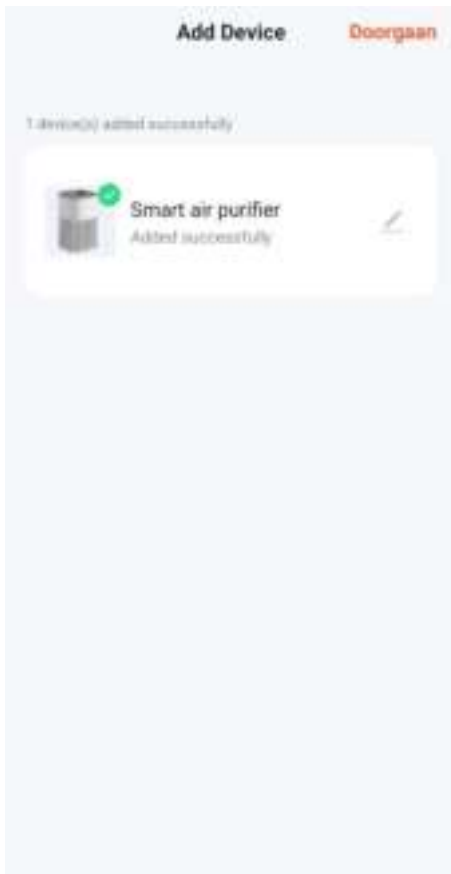 Add Device
Doorgaan
1 device(s) added successfully
Smart air purifier
Added successfully